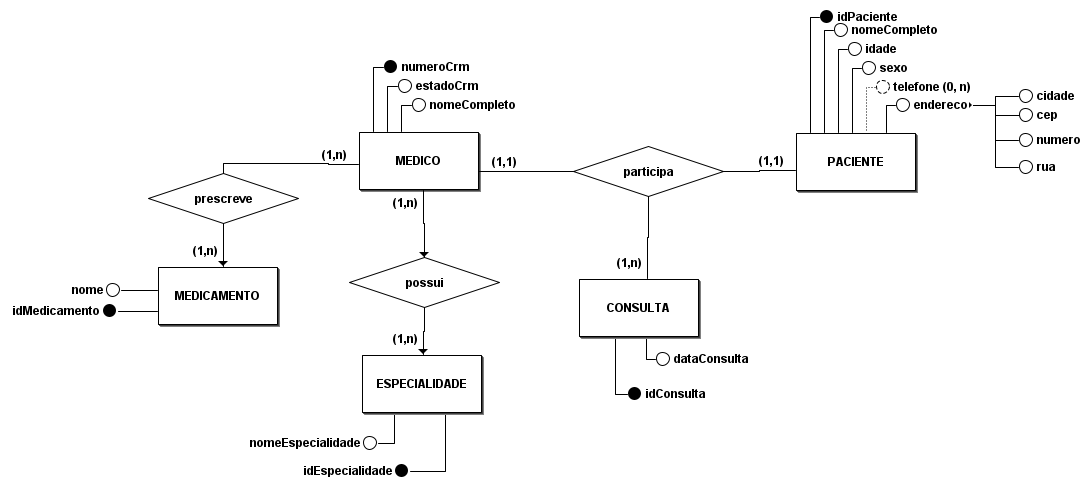 idPaciente
nomeCompleto
idade
sexo
telefone (0, n)
endereco
cidade
cep
numero
rua
numeroCrm
estadoCrm
nomeCompleto
(1,n)
MEDICO
(1,1)
participa
(1,1)
PACIENTE
prescreve
(1,n)
(1,n)
(1,n)
possui
nome
MEDICAMENTO
idMedicamento
CONSULTA
(1,n)
dataConsulta
ESPECIALIDADE
idConsulta
nomeEspecialidade
idEspecialidade
(1,n)